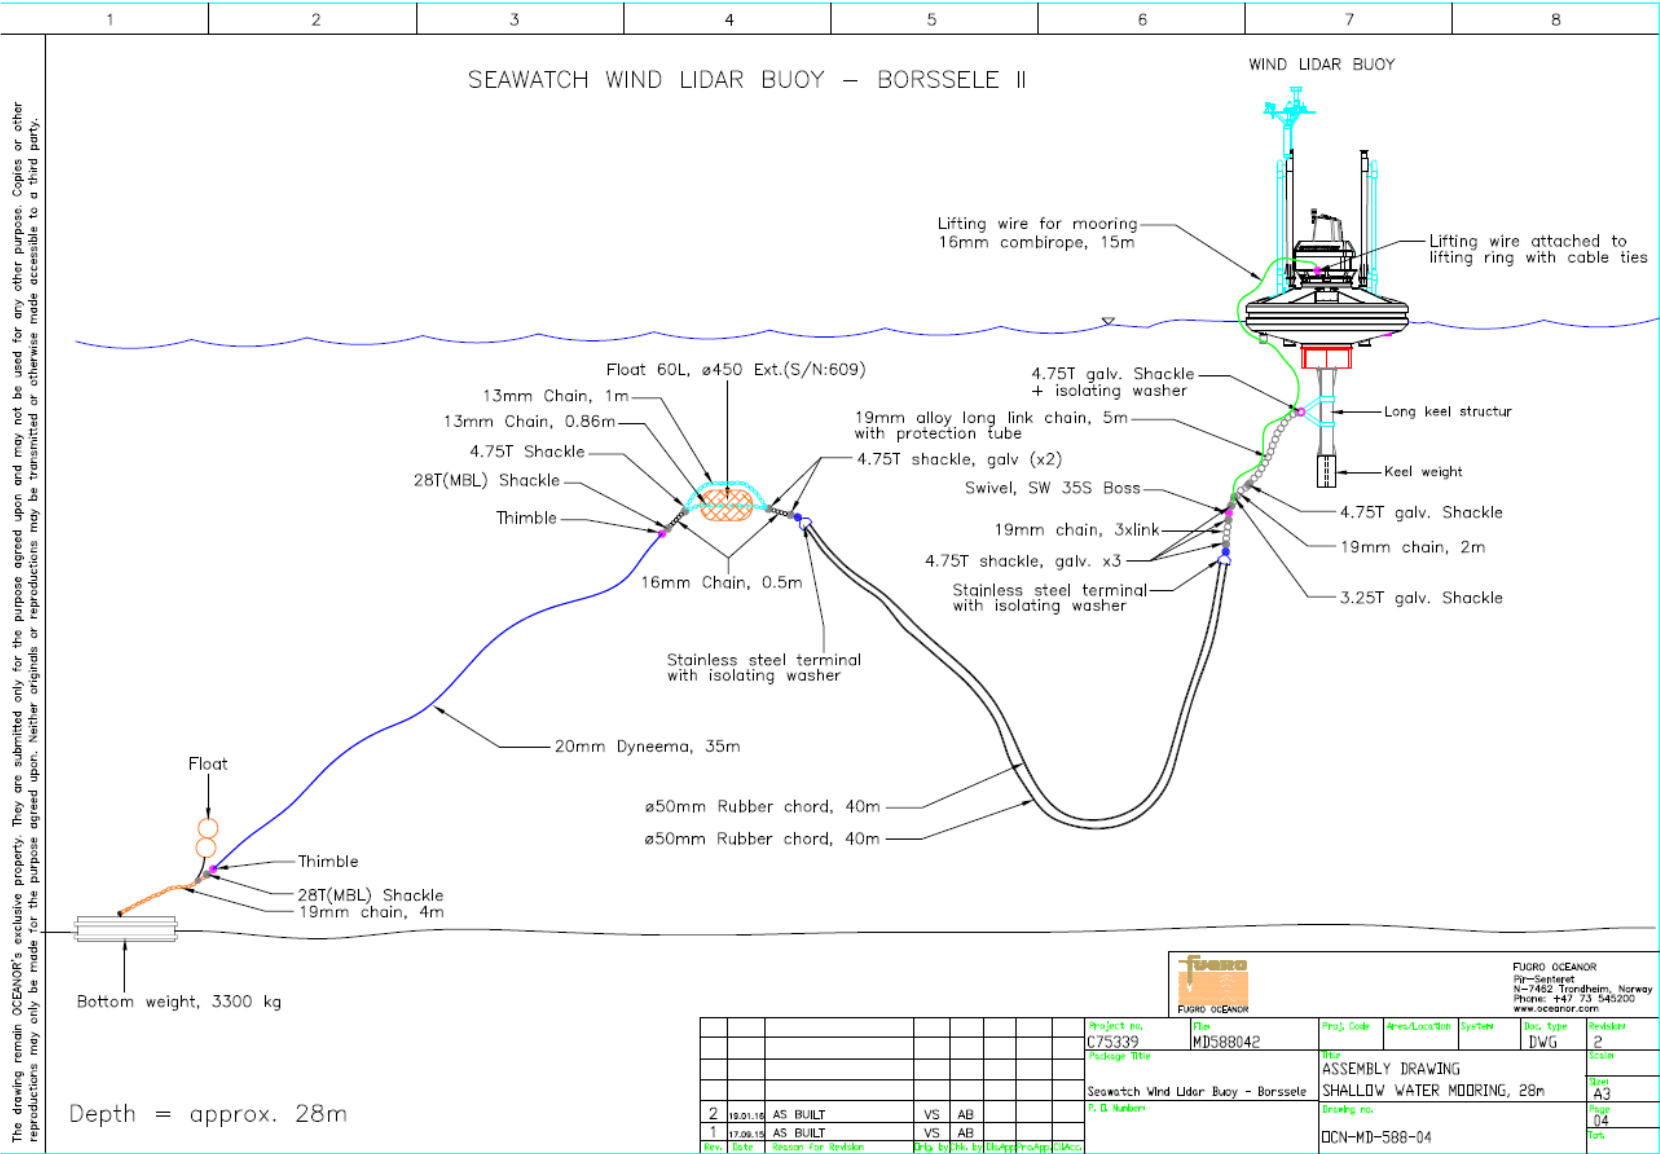 1 2 3 4 5 6 7 8
SEAWATCH WIND LIDAR BUOY – BORSSELE II
WIND LIDAR BUOY
Lifting wire for mooring
16mm combirope, 15m
Lifting wire attached to
lifting ring with cable ties
Float 60L, ø450 Ext.(S/N:609)
13mm Chain, 1m
13mm Chain, 0.86m
4.75T Shackle
28T(MBL) Shackle
Thimble
4.75T galv. Shackle
+ isolating washer
19mm alloy long link chain, 5m
with protection tube
4.75T shackle, galv (x2)
Long keel structur
Keel weight
Swivel, SW 35S Boss
4.75T galv. Shackle
19mm chain, 3xlink
19mm chain, 2m
4.75T shackle, galv. x3
16mm Chain, 0.5m
Stainless steel terminal
with isolating washer
3.25T galv. Shackle
Stainless steel terminal
with isolating washer
20mm Dyneema, 35m
Float
ø50mm Rubber chord, 40m
ø50mm Rubber chord, 40m
Thimble
28T(MBL) Shackle
19mm chain, 4m
Bottom weight, 3300 kg
Depth = approx. 28m
The drawing remain OCEANOR's exclusive property. They are submitted only for the purpose agreed upon and may not be used for any other purpose. Copies or other
reproductions may only be made for the purpose agreed upon. Neither originals or reproductions may be transmitted or otherwise made accessible to a third party.
fugro
FUGRO OCEANOR
FUGRO OCEANOR
Pir-Senteret
N-7462 Trondheim, Norway
Phone: +47 73 545200
www.oceanor.com
Project no. File: Proj. Code Area/Location System Doc. type Revision:
C75339 MD588042 DWG 2
Package Title Title Scale:
ASSEMBLY DRAWING
Seawatch Wind Lidar Buoy - Borssele SHALLOW WATER MOORING, 28m
Size:
A3
P. O. Number: Drawing no. Page
04
OCN-MD-588-04
Tot.
2 19.01.16 AS BUILT VS AB
1 17.09.15 AS BUILT VS AB
Rev. Date Reason for Revision Orig. by Chk. by